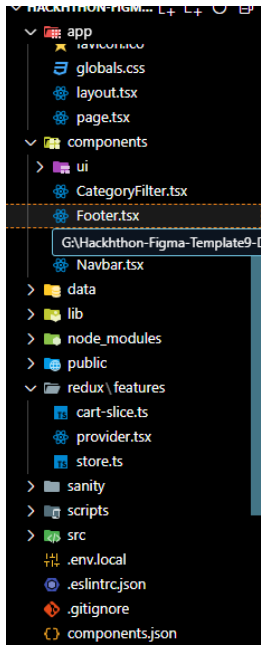 HACKHTHON-FIGM...
app
favicon.ico
globals.css
layout.tsx
page.tsx
components
ui
CategoryFilter.tsx
Footer.tsx
G:\Hackhthon-Figma-Template9-D
Navbar.tsx
data
lib
node_modules
public
redux\features
cart-slice.ts
provider.tsx
store.ts
sanity
scripts
src
.env.local
.eslintrc.json
.gitignore
components.json